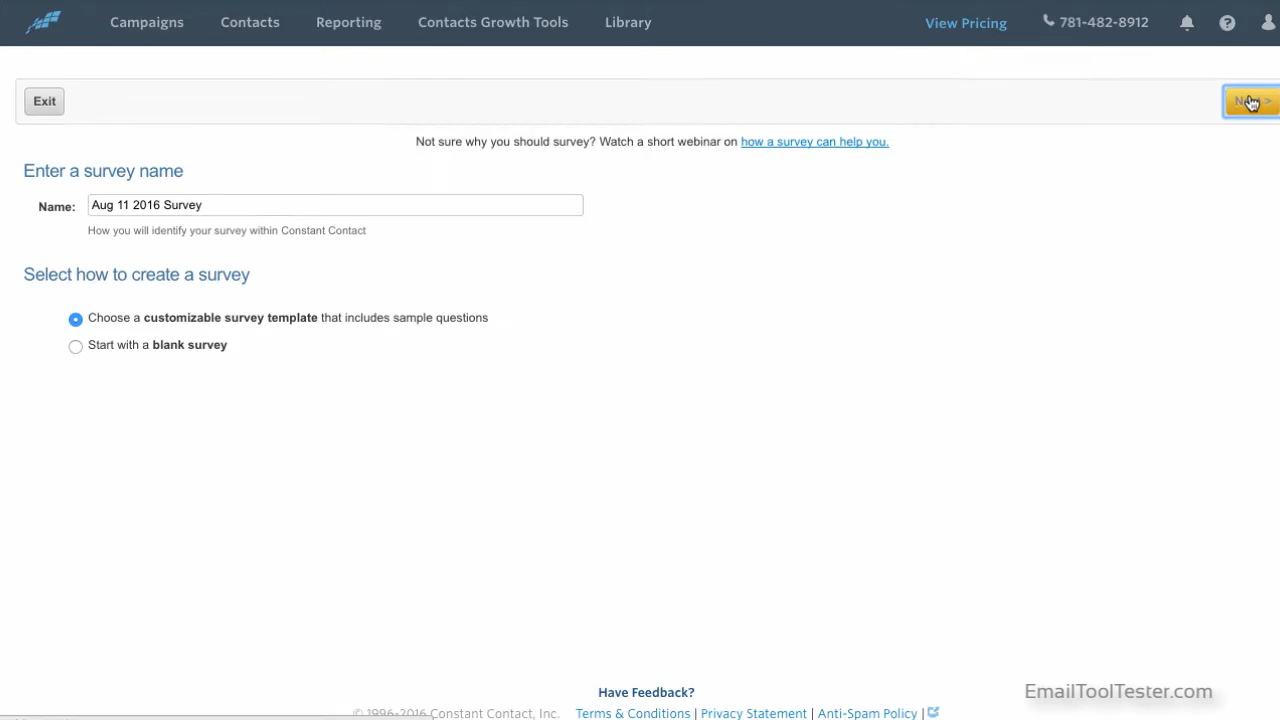 Campaigns Contacts Reporting Contacts Growth Tools Library View Pricing 781-482-8912
Exit
Not sure why you should survey? Watch a short webinar on how a survey can help you.
Enter a survey name
Name: Aug 11 2016 Survey
How you will identify your survey within Constant Contact
Select how to create a survey
Choose a customizable survey template that includes sample questions
Start with a blank survey
Have Feedback?
EmailToolTester.com
© 1996-2016 Constant Contact, Inc. Terms & Conditions | Privacy Statement | Anti-Spam Policy |